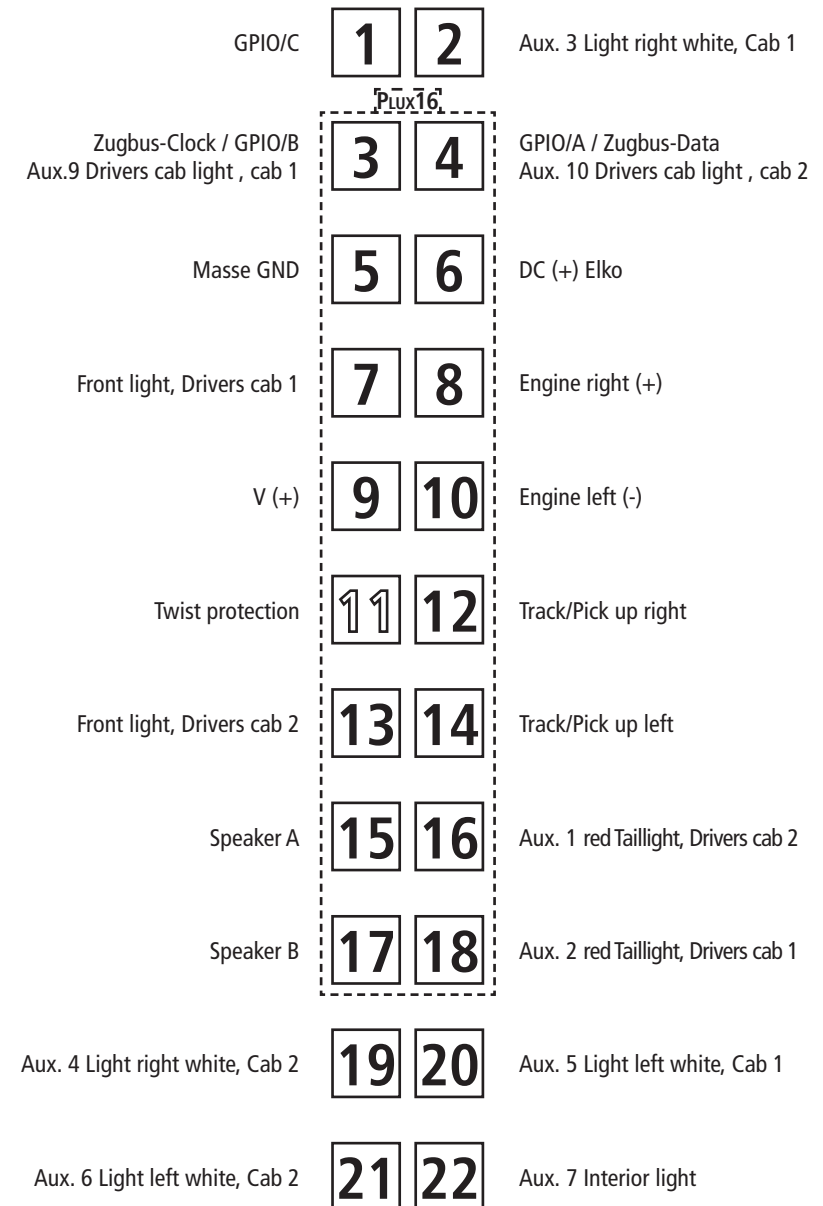 GPIO/C 1 2 Aux. 3 Light right white, Cab 1
PLUX16
Zugbus-Clock / GPIO/B
Aux.9 Drivers cab light , cab 1
3 4
GPIO/A / Zugbus-Data
Aux. 10 Drivers cab light , cab 2
Masse GND 5 6 DC (+) Elko
Front light, Drivers cab 1 7 8 Engine right (+)
V (+) 9 10 Engine left (-)
Twist protection 11 12 Track/Pick up right
Front light, Drivers cab 2 13 14 Track/Pick up left
Speaker A 15 16 Aux. 1 red Taillight, Drivers cab 2
Speaker B 17 18 Aux. 2 red Taillight, Drivers cab 1
Aux. 4 Light right white, Cab 2 19 20 Aux. 5 Light left white, Cab 1
Aux. 6 Light left white, Cab 2 21 22 Aux. 7 Interior light